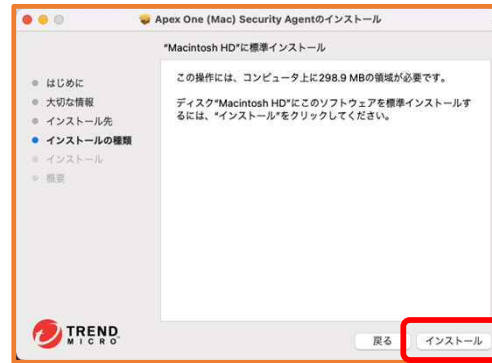 Apex One (Mac) Security Agentのインストール
"Macintosh HD"に標準インストール
はじめに
大切な情報
インストール先
インストールの種類
インストール
概要
この操作には、コンピュータ上に298.9 MBの領域が必要です。
ディスク"Macintosh HD"にこのソフトウェアを標準インストールす
るには、"インストール"をクリックしてください。
TREND
MICRO
戻る
インストール